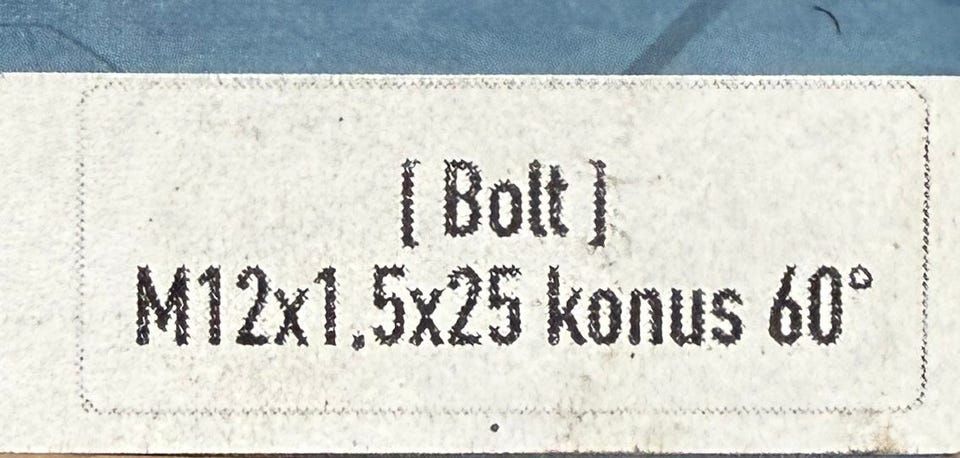 [ Bolt ]
M12x1.5x25 konus 60°